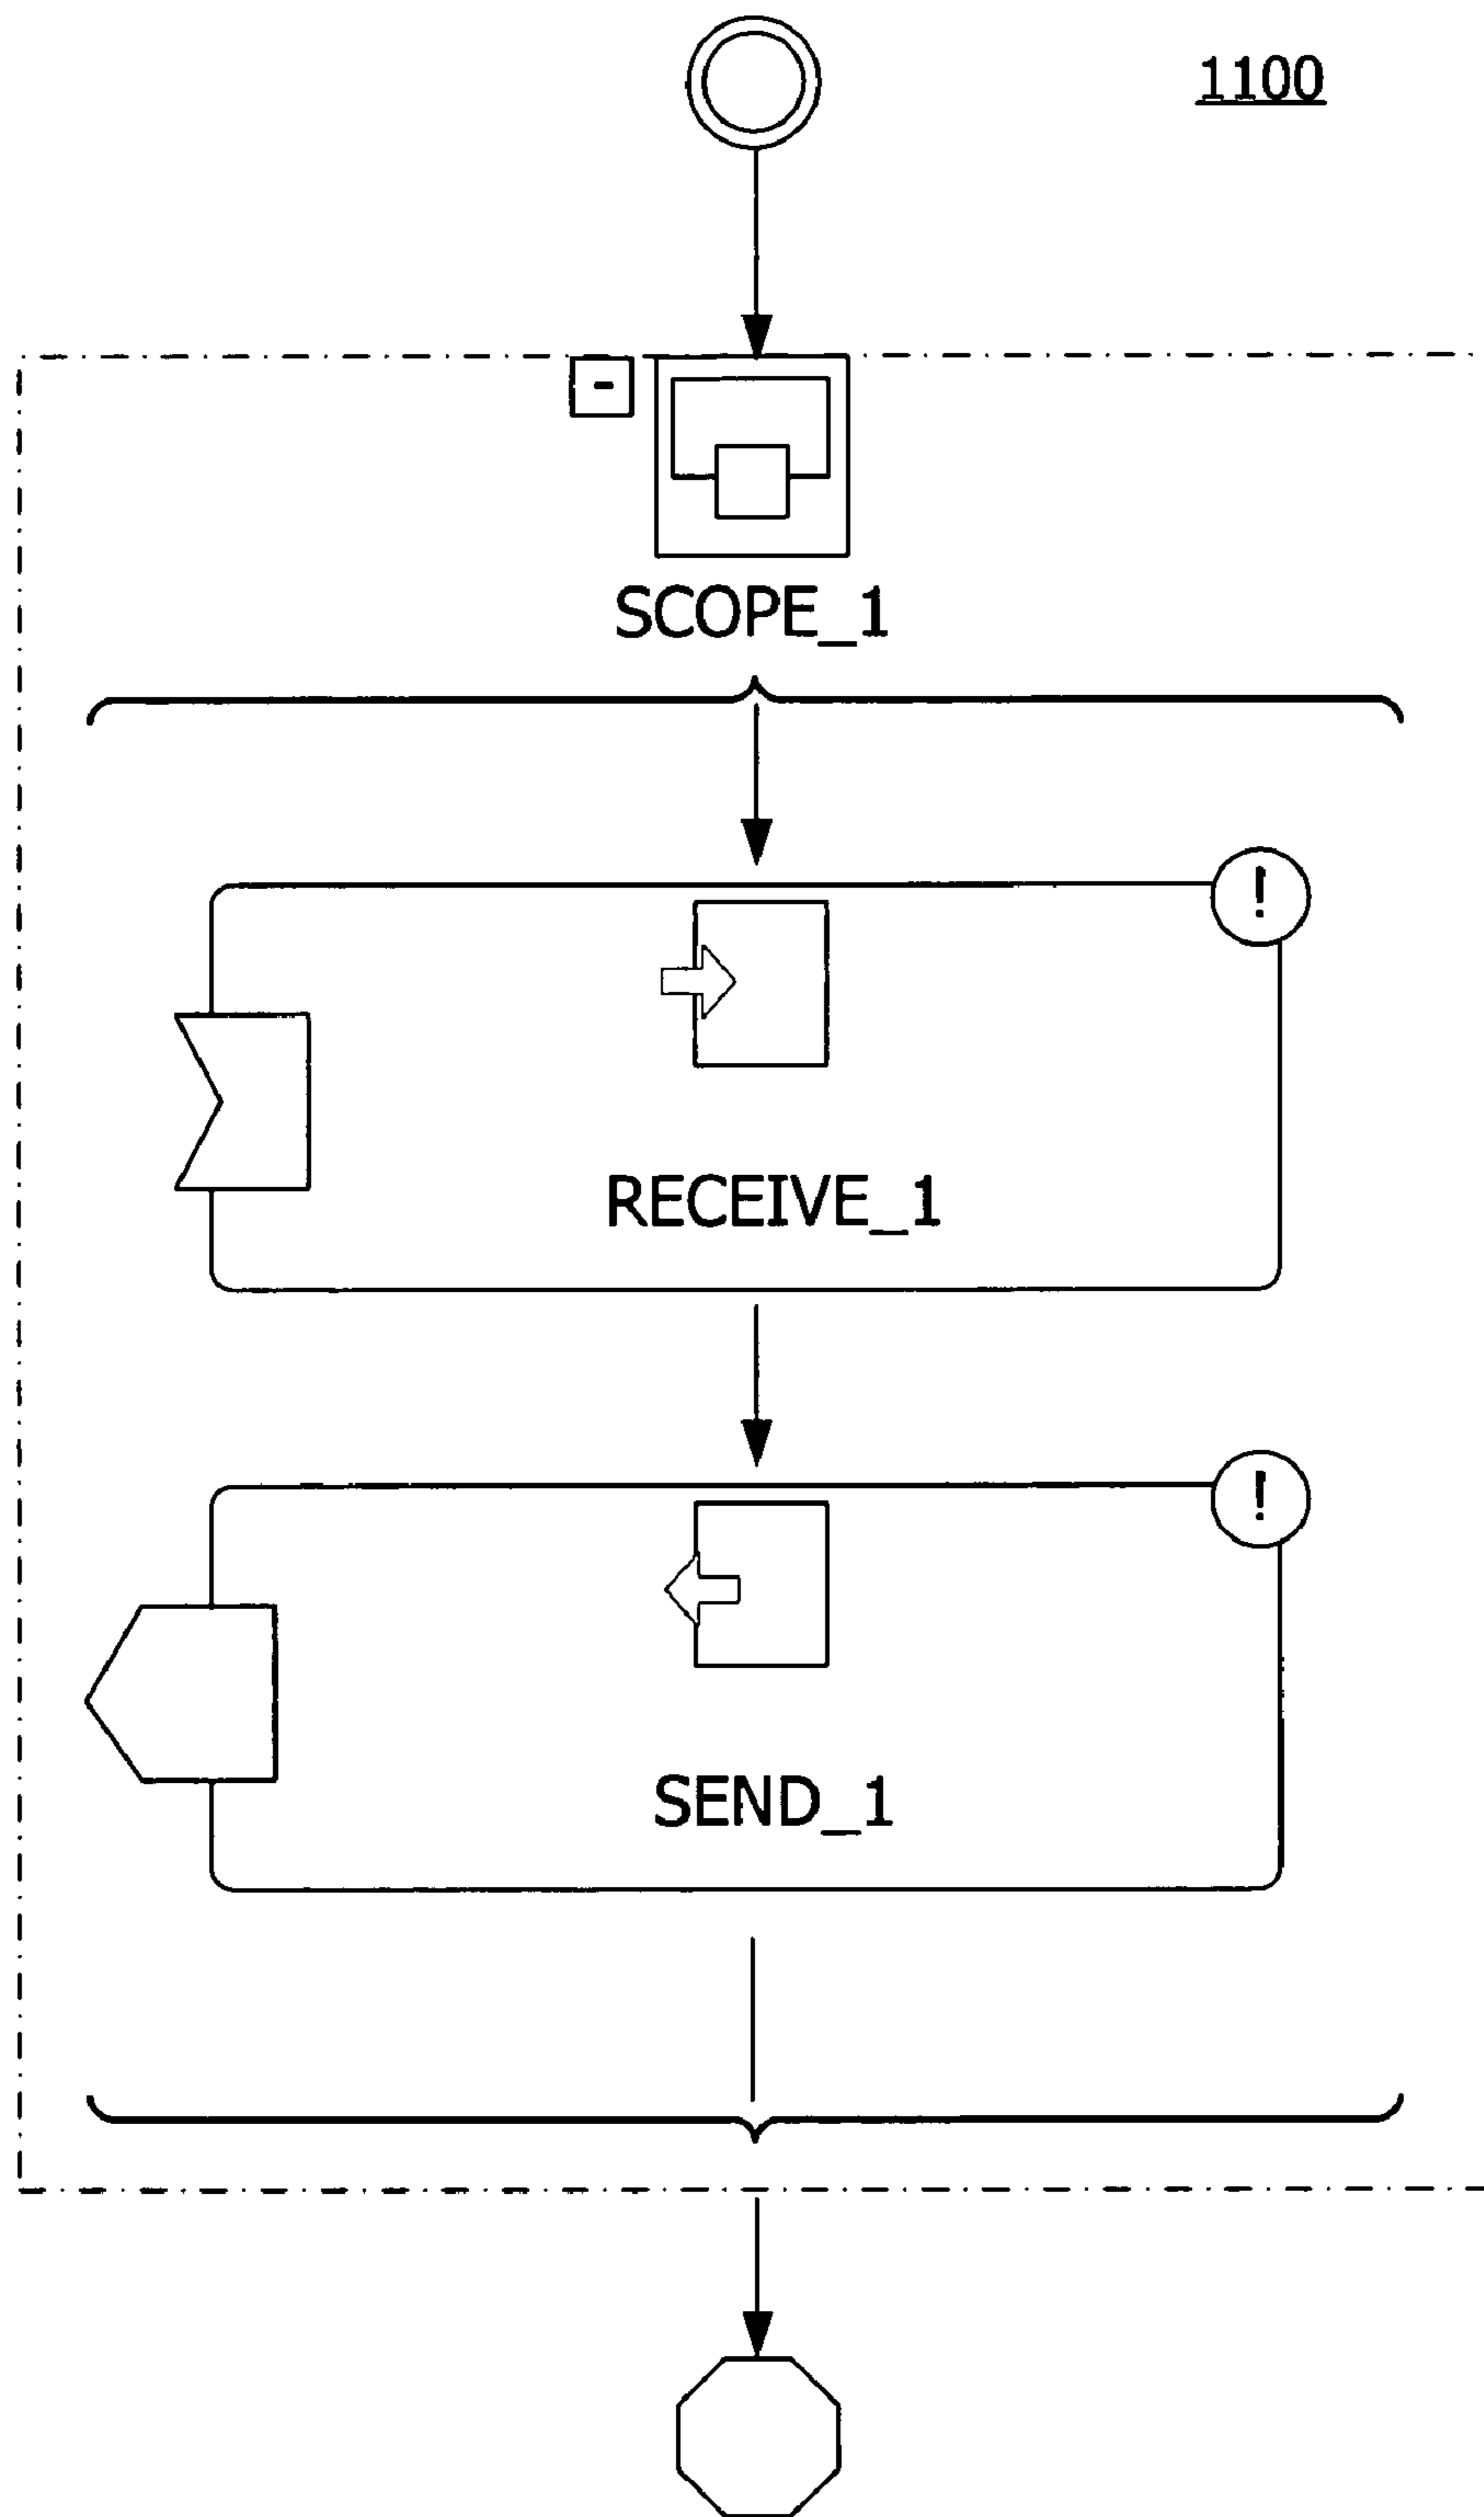 1100
-
SCOPE_1
!
RECEIVE_1
!
SEND_1